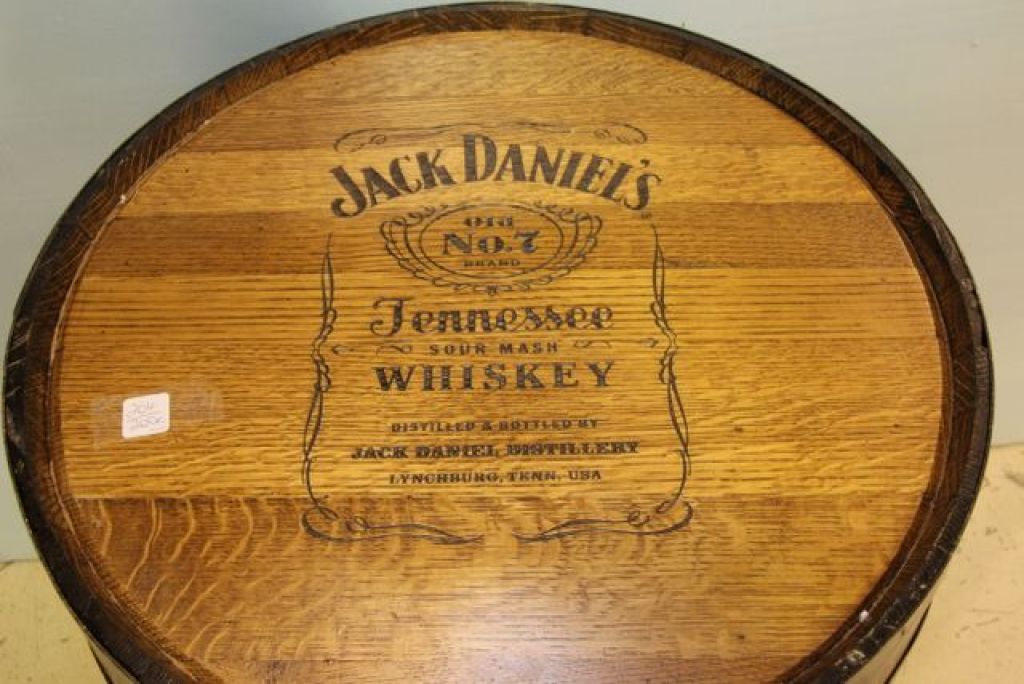 JACK DANIEL'S
Old
No.7
BRAND
Tennessee
SOUR MASH
WHISKEY
DISTILLED & BOTTLED BY
JACK DANIEL DISTILLERY
LYNCHBURG, TENN. USA